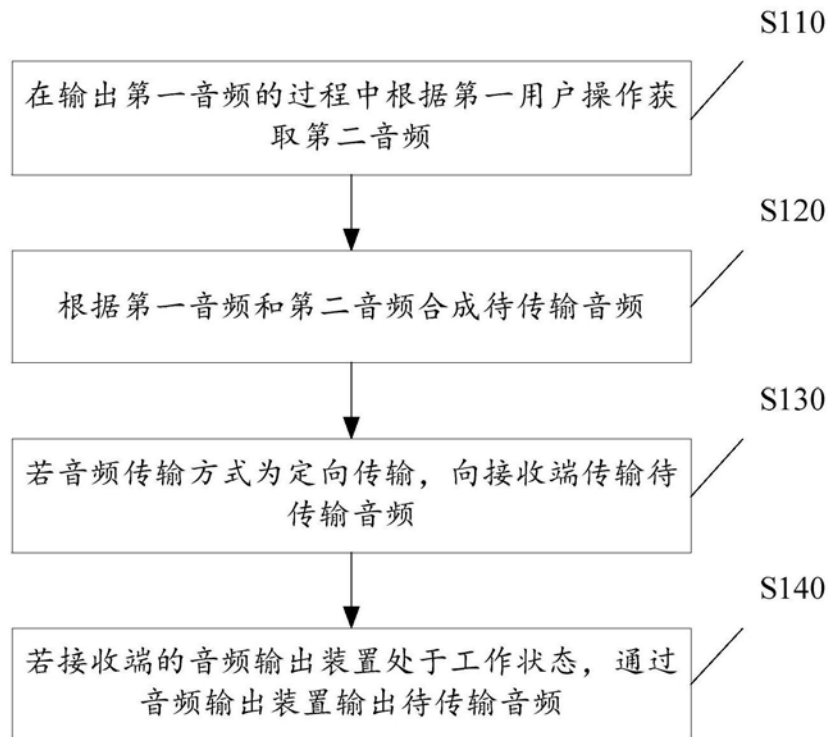 S110
在输出第一音频的过程中根据第一用户操作获
取第二音频
S120
根据第一音频和第二音频合成待传输音频
S130
若音频传输方式为定向传输，向接收端传输待
传输音频
S140
若接收端的音频输出装置处于工作状态，通过
音频输出装置输出待传输音频